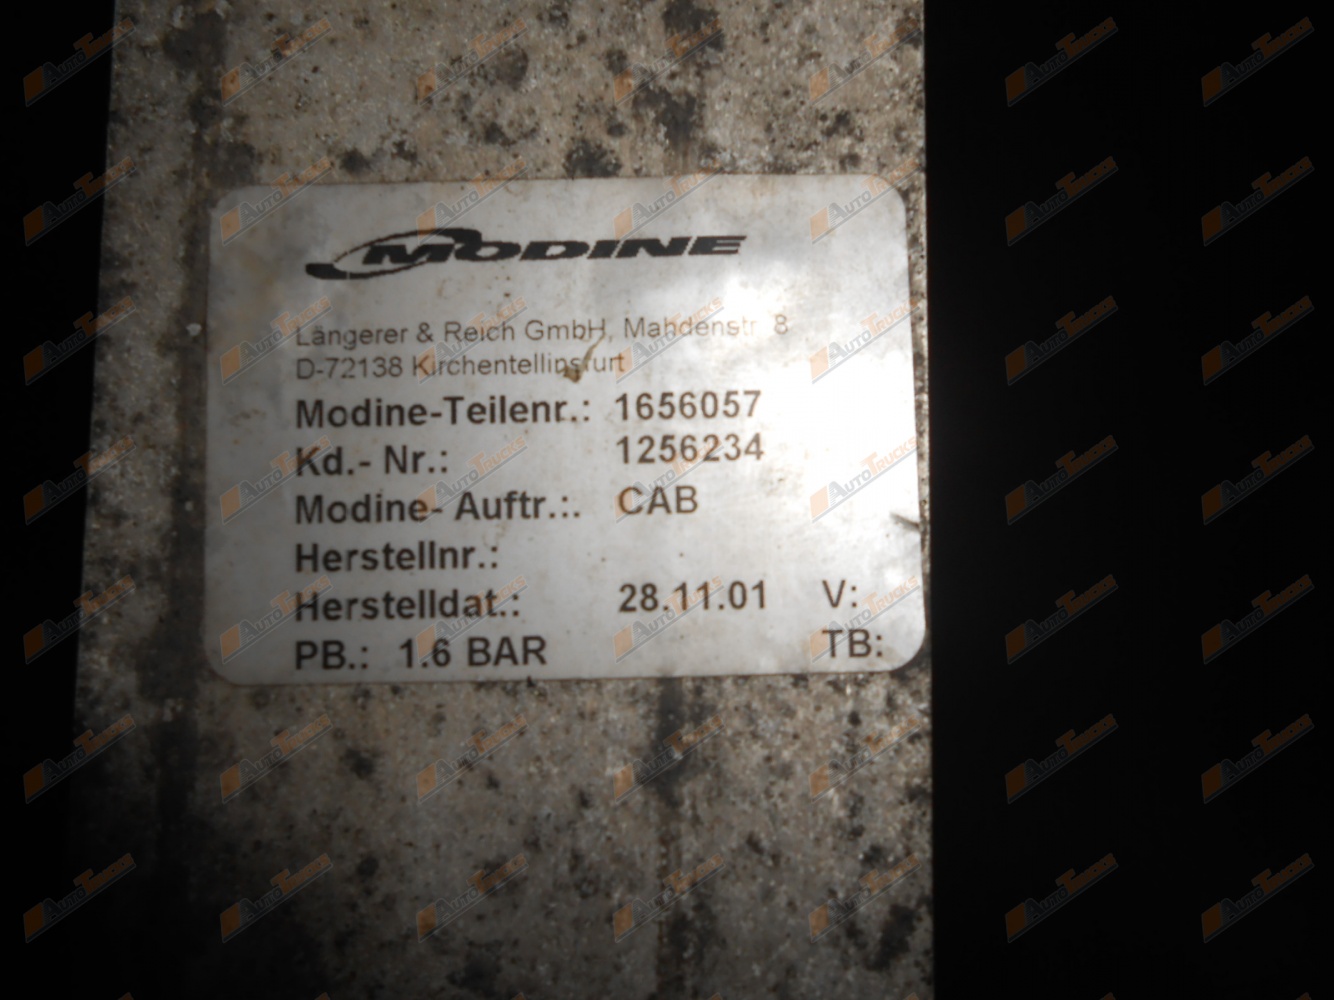 MODINE
Längerer & Reich GmbH, Mahdenstr. 8
D-72138 Kirchentellinsfurt
Modine-Teilenr.: 1656057
Kd.- Nr.: 1256234
Modine- Auftr.:. CAB
Herstellnr.:
Herstelldat.: 28.11.01 V:
PB.: 1.6 BAR TB:
AUTOTRUCKS